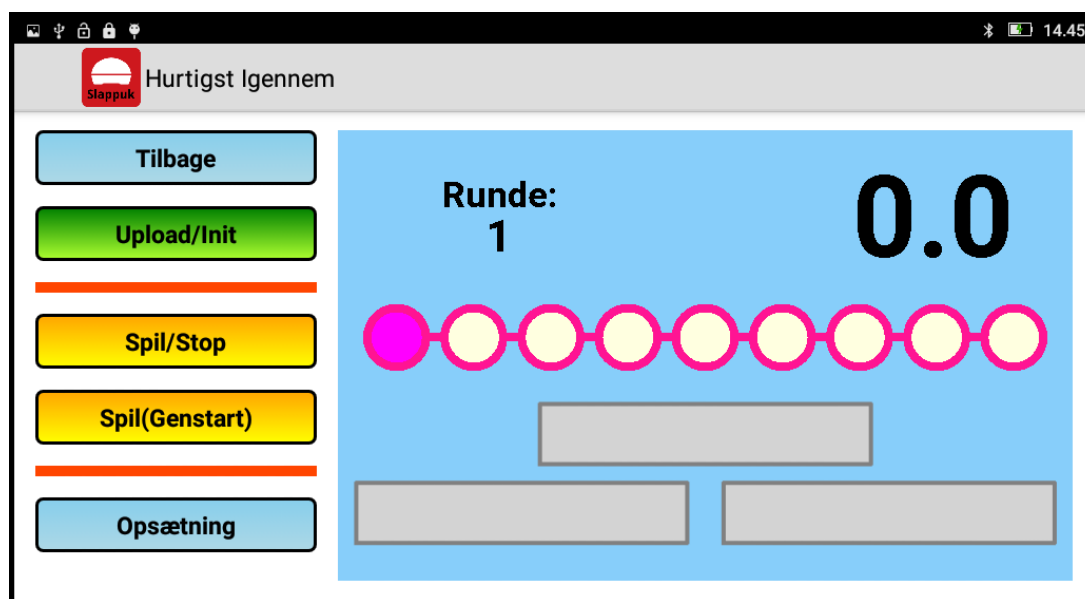 14.45
Slappuk
Hurtigst Igennem
Tilbage
Upload/Init
Spil/Stop
Spil(Genstart)
Opsætning
Runde:
1
0.0